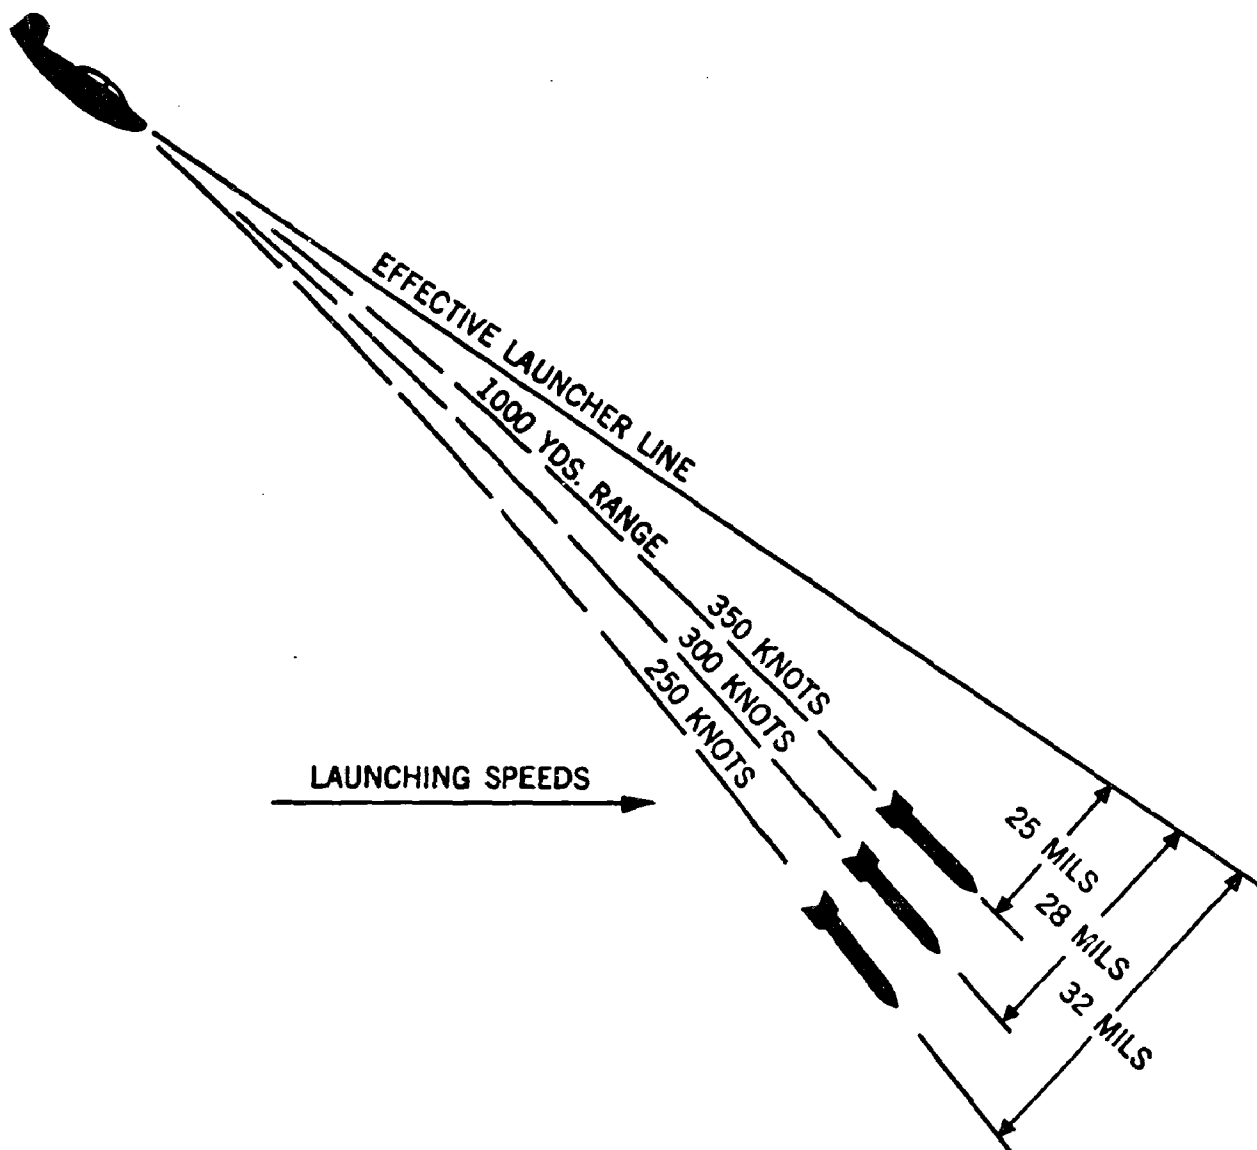 EFFECTIVE LAUNCHER LINE
1000 YDS. RANGE
350 KNOTS
300 KNOTS
250 KNOTS
LAUNCHING SPEEDS
25 MILS
28 MILS
32 MILS